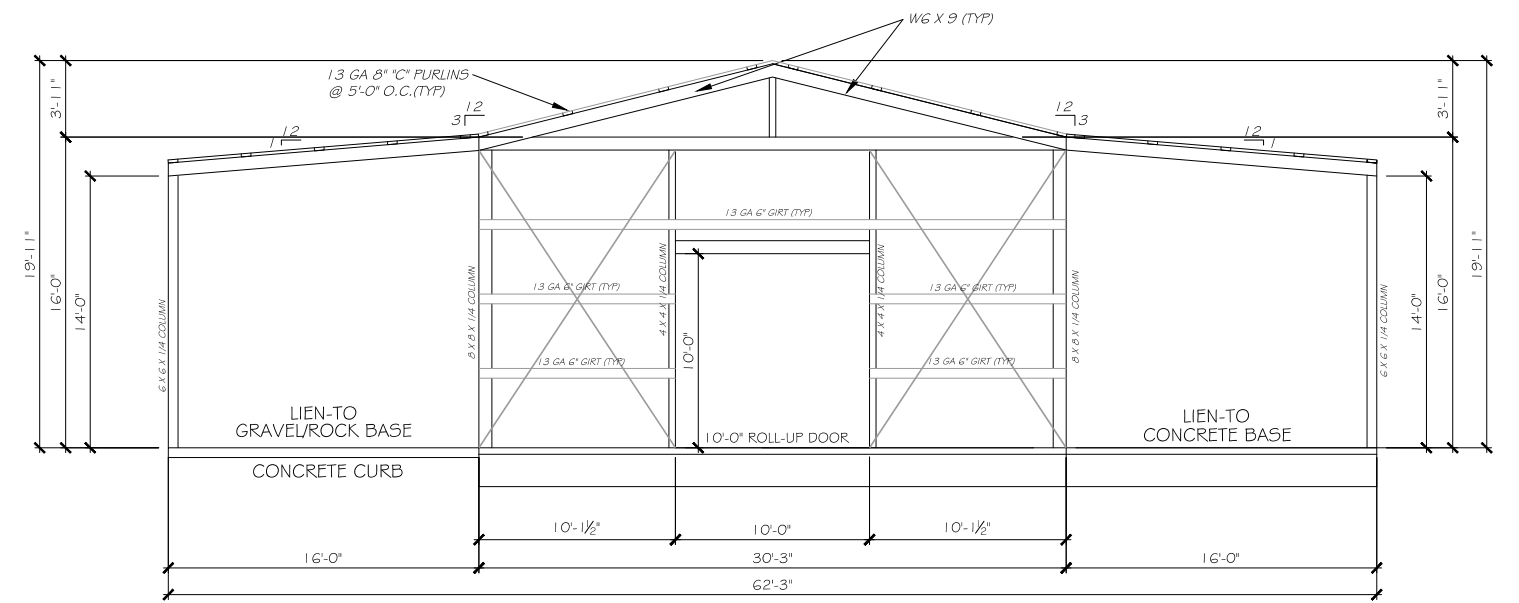 W6 X 9 (TYP)
13 GA 8" "C" PURLINS
@ 5'-0" O.C.(TYP)
3'-11"
3'-11"
12
3
12
3
12
1
12
1
19'-11"
16'-0"
14'-0"
14'-0"
16'-0"
19'-11"
13 GA 6" GIRT (TYP)
13 GA 6" GIRT (TYP)
13 GA 6" GIRT (TYP)
13 GA 6" GIRT (TYP)
13 GA 6" GIRT (TYP)
6 X 6 X 1/4 COLUMN
8 X 8 X 1/4 COLUMN
4 X 4 X 1/4 COLUMN
10'-0"
4 X 4 X 1/4 COLUMN
8 X 8 X 1/4 COLUMN
6 X 6 X 1/4 COLUMN
LIEN-TO
GRAVEL/ROCK BASE
10'-0" ROLL-UP DOOR
LIEN-TO
CONCRETE BASE
CONCRETE CURB
10'-1½"
10'-0"
10'-1½"
16'-0"
30'-3"
16'-0"
62'-3"